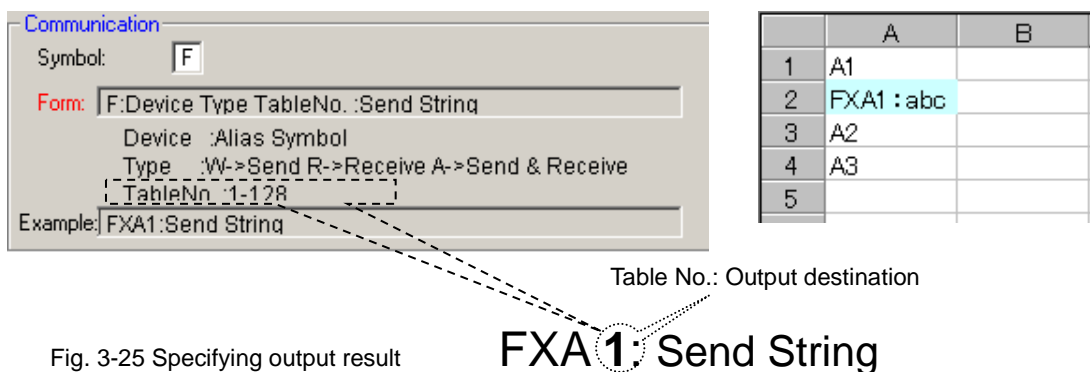 Communication
Symbol: F
Form: F:Device Type TableNo. :Send String
Device :Alias Symbol
Type :W->Send R->Receive A->Send & Receive
TableNo. :1-128
Example: FXA1:Send String
A B
1 A1
2 FXA1:abc
3 A2
4 A3
5
Table No.: Output destination
FXA 1: Send String
Fig. 3-25 Specifying output result